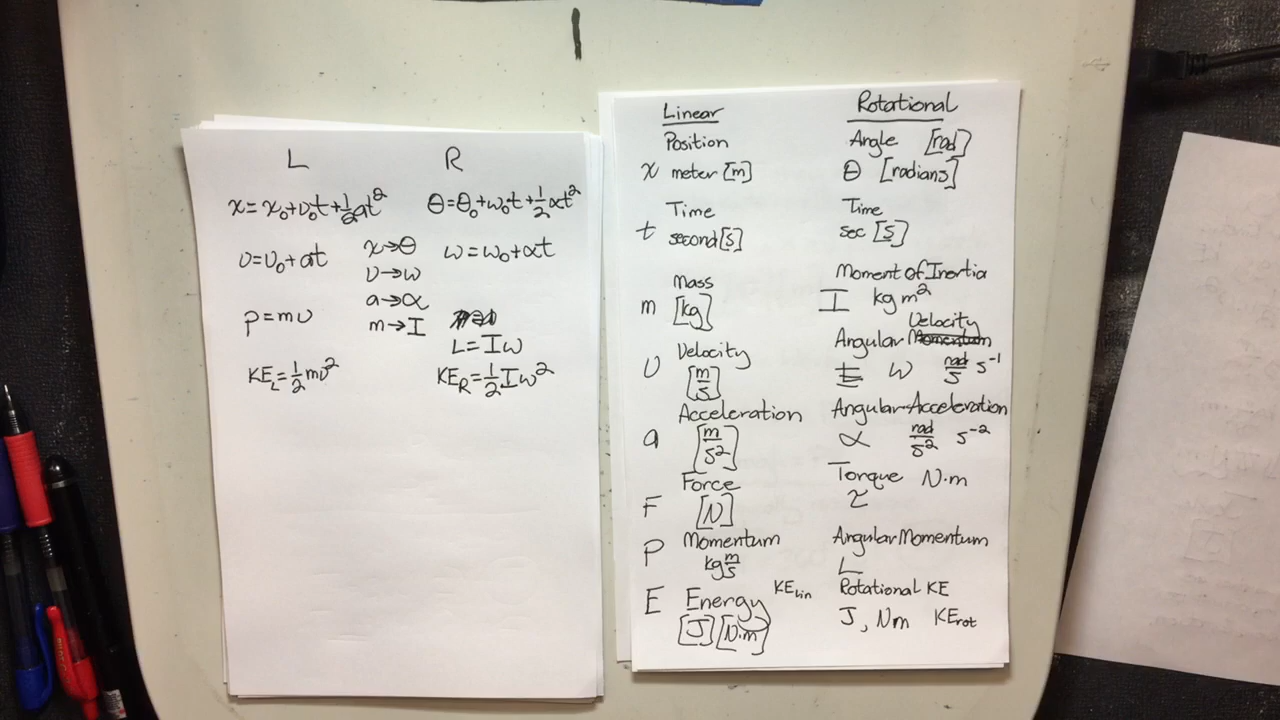 L R
x=x₀+v₀t+½at² θ=θ₀+ω₀t+½αt²
v=v₀+at x→θ ω=ω₀+αt
v→ω
a→α
p=mv m→I
L=Iω
KE_L=½mv² KE_R=½Iω²
Linear Rotational
Position Angle [rad]
x meter [m] θ [radians]
Time Time
t second [s] sec [s]
Mass Moment of Inertia
m [kg] I kg m²
Velocity
Velocity Angular Momentum
v [m/s] ω rad/s s⁻¹
Acceleration Angular Acceleration
a [m/s²] α rad/s² s⁻²
Force Torque N·m
F [N] τ
Momentum Angular Momentum
P kg m/s L
E Energy KE_Lin Rotational KE
[J] [N·m] J, Nm KE_rot